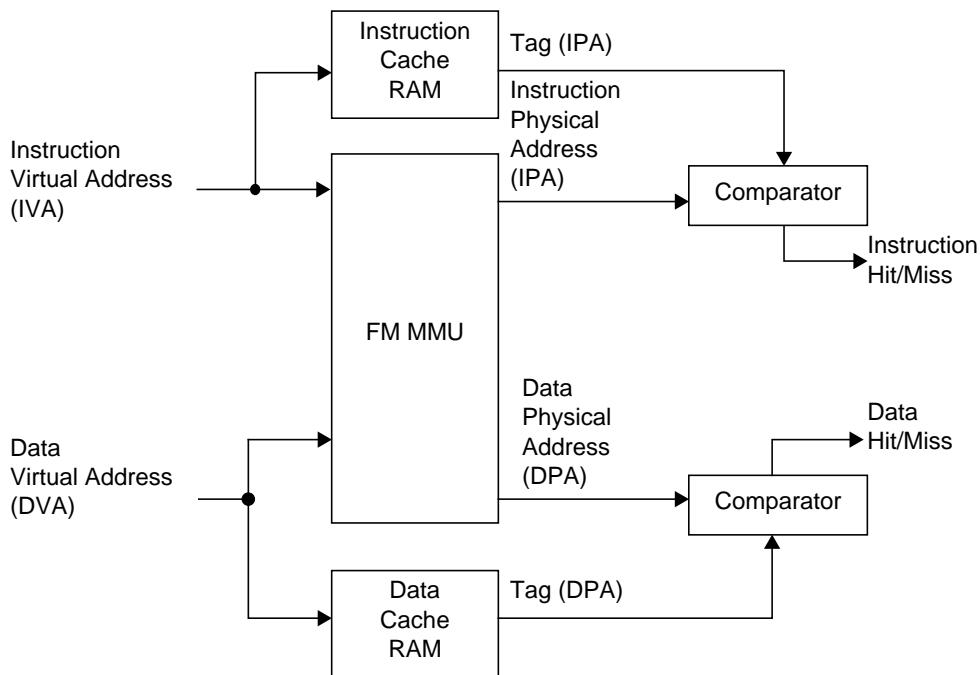 Instruction
Cache
RAM
Tag (IPA)
Instruction
Physical
Address
(IPA)
Instruction
Virtual Address
(IVA)
Comparator
Instruction
Hit/Miss
FM MMU
Data
Physical
Address
(DPA)
Data
Hit/Miss
Data
Virtual Address
(DVA)
Comparator
Data
Cache
RAM
Tag (DPA)